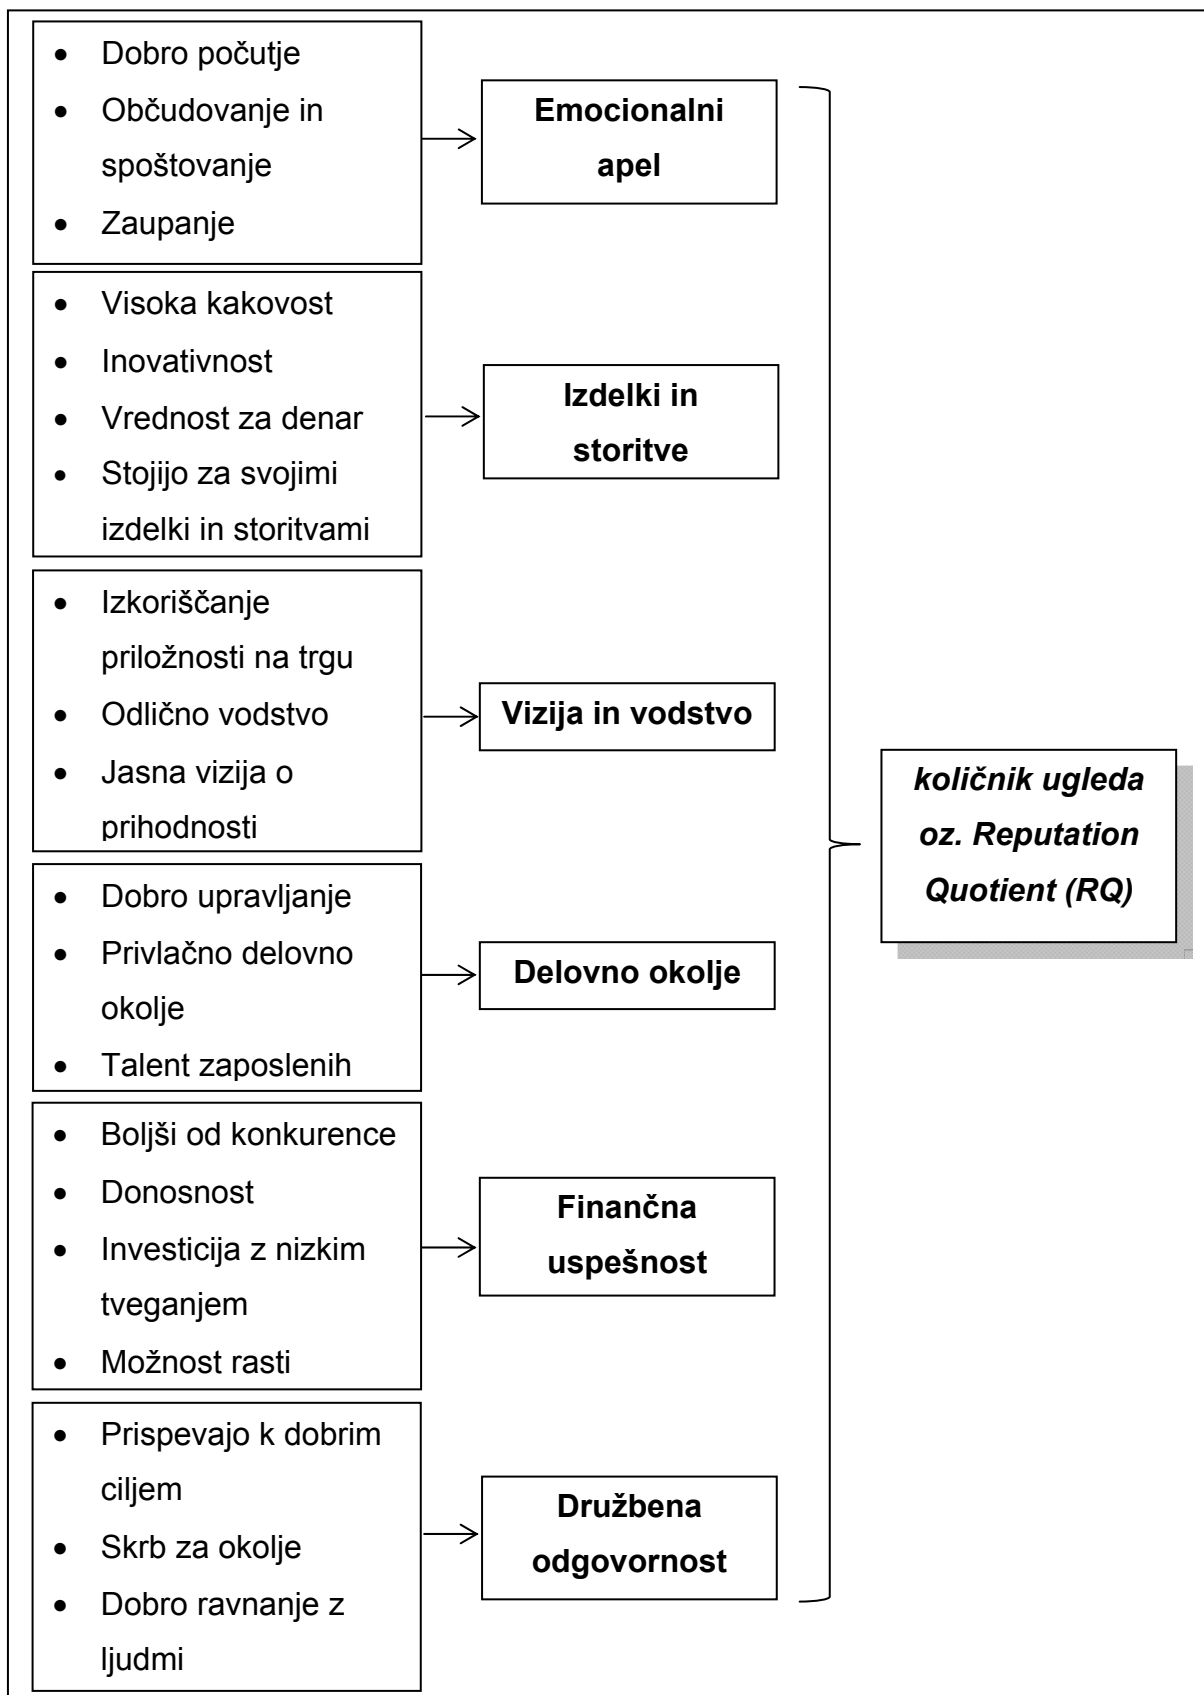 • Dobro počutje
• Občudovanje in
spoštovanje
• Zaupanje
Emocionalni
apel
• Visoka kakovost
• Inovativnost
• Vrednost za denar
• Stojijo za svojimi
izdelki in storitvami
Izdelki in
storitve
• Izkoriščanje
priložnosti na trgu
• Odlično vodstvo
• Jasna vizija o
prihodnosti
Vizija in vodstvo
• Dobro upravljanje
• Privlačno delovno
okolje
• Talent zaposlenih
Delovno okolje
• Boljši od konkurence
• Donosnost
• Investicija z nizkim
tveganjem
• Možnost rasti
Finančna
uspešnost
• Prispevajo k dobrim
ciljem
• Skrb za okolje
• Dobro ravnanje z
ljudmi
Družbena
odgovornost
količnik ugleda
oz. Reputation
Quotient (RQ)